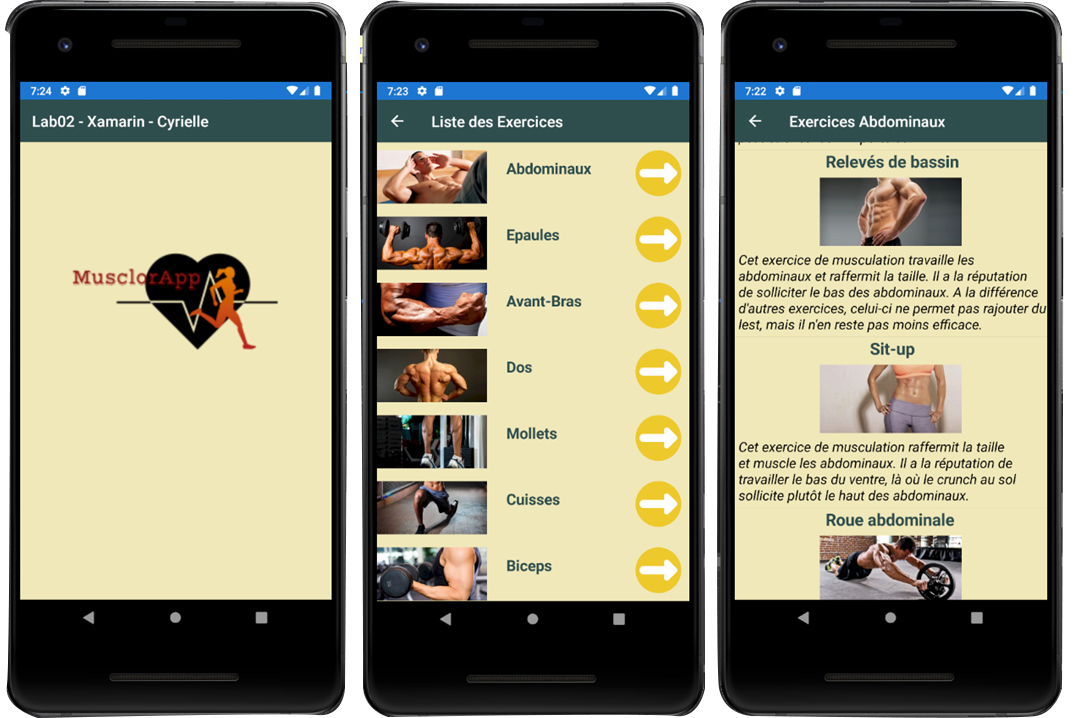 7:24
Lab02 - Xamarin - Cyrielle
MusclorApp
7:23
Liste des Exercices
Abdominaux
Epaules
Avant-Bras
Dos
Mollets
Cuisses
Biceps
7:22
Exercices Abdominaux
Relevés de bassin
Cet exercice de musculation travaille les
abdominaux et raffermit la taille. Il a la réputation
de solliciter le bas des abdominaux. A la différence
d'autres exercices, celui-ci ne permet pas rajouter du
lest, mais il n'en reste pas moins efficace.
Sit-up
Cet exercice de musculation raffermit la taille
et muscle les abdominaux. Il a la réputation de
travailler le bas du ventre, là où le crunch au sol
sollicite plutôt le haut des abdominaux.
Roue abdominale